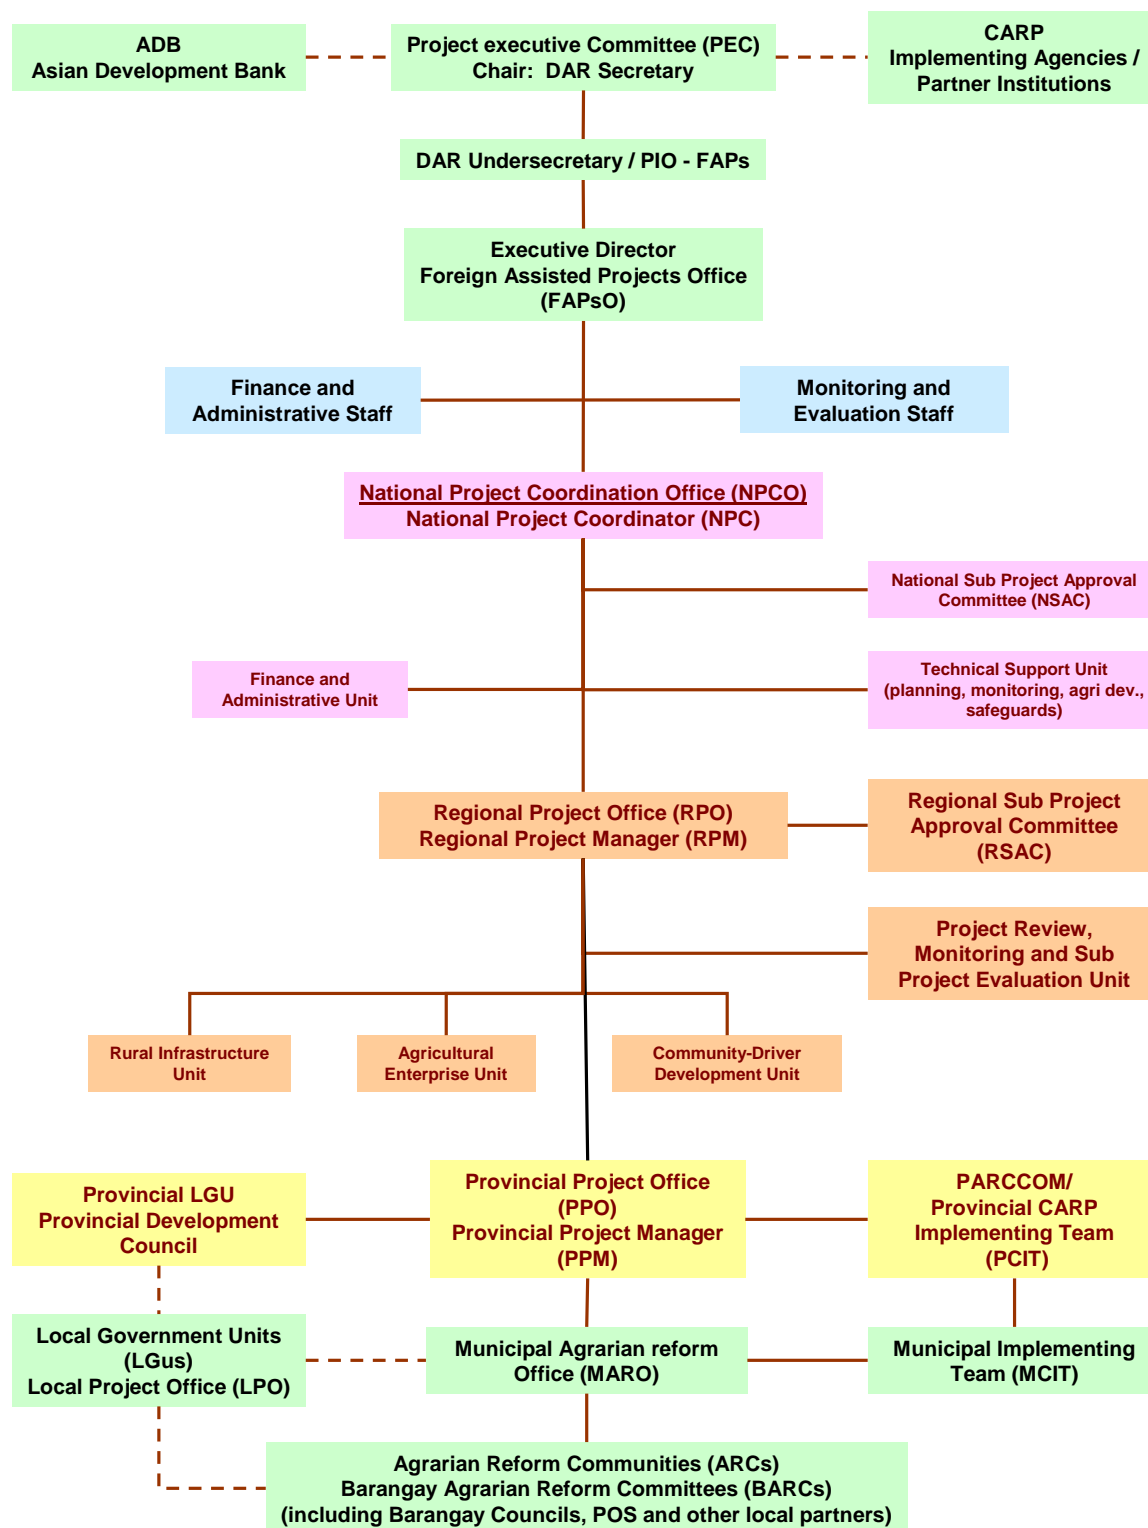 ADB
Asian Development Bank
Project executive Committee (PEC)
Chair:  DAR Secretary
CARP
Implementing Agencies /
Partner Institutions
DAR Undersecretary / PIO - FAPs
Executive Director
Foreign Assisted Projects Office
(FAPsO)
Finance and
Administrative Staff
Monitoring and
Evaluation Staff
National Project Coordination Office (NPCO)
National Project Coordinator (NPC)
National Sub Project Approval
Committee (NSAC)
Finance and
Administrative Unit
Technical Support Unit
(planning, monitoring, agri dev.,
safeguards)
Regional Project Office (RPO)
Regional Project Manager (RPM)
Regional Sub Project
Approval Committee
(RSAC)
Project Review,
Monitoring and Sub
Project Evaluation Unit
Rural Infrastructure
Unit
Agricultural
Enterprise Unit
Community-Driver
Development Unit
Provincial LGU
Provincial Development
Council
Provincial Project Office
(PPO)
Provincial Project Manager
(PPM)
PARCCOM/
Provincial CARP
Implementing Team
(PCIT)
Local Government Units
(LGus)
Local Project Office (LPO)
Municipal Agrarian reform
Office (MARO)
Municipal Implementing
Team (MCIT)
Agrarian Reform Communities (ARCs)
Barangay Agrarian Reform Committees (BARCs)
(including Barangay Councils, POS and other local partners)